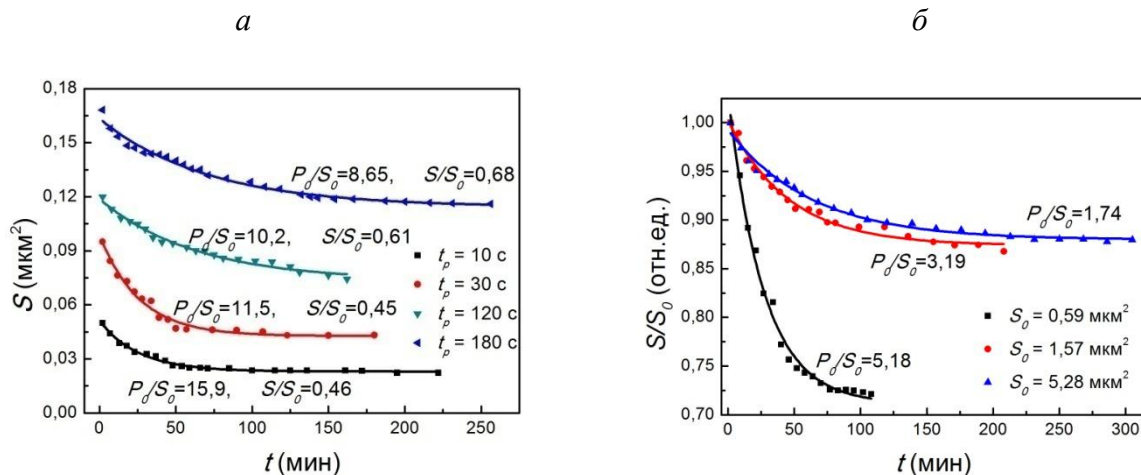 а
б
0,18
0,15
0,12
0,09
0,06
0,03
0,00
S (мкм²)
P₀/S₀=8,65, S/S₀=0,68
P₀/S₀=10,2, S/S₀=0,61
P₀/S₀=11,5, S/S₀=0,45
P₀/S₀=15,9, S/S₀=0,46
tₚ = 10 с
tₚ = 30 с
tₚ = 120 с
tₚ = 180 с
0 50 100 150 200 250
t (мин)
1,00
0,95
0,90
0,85
0,80
0,75
0,70
S/S₀ (отн.ед.)
P₀/S₀=1,74
P₀/S₀=3,19
P₀/S₀=5,18
S₀ = 0,59 мкм²
S₀ = 1,57 мкм²
S₀ = 5,28 мкм²
0 50 100 150 200 250 300
t (мин)